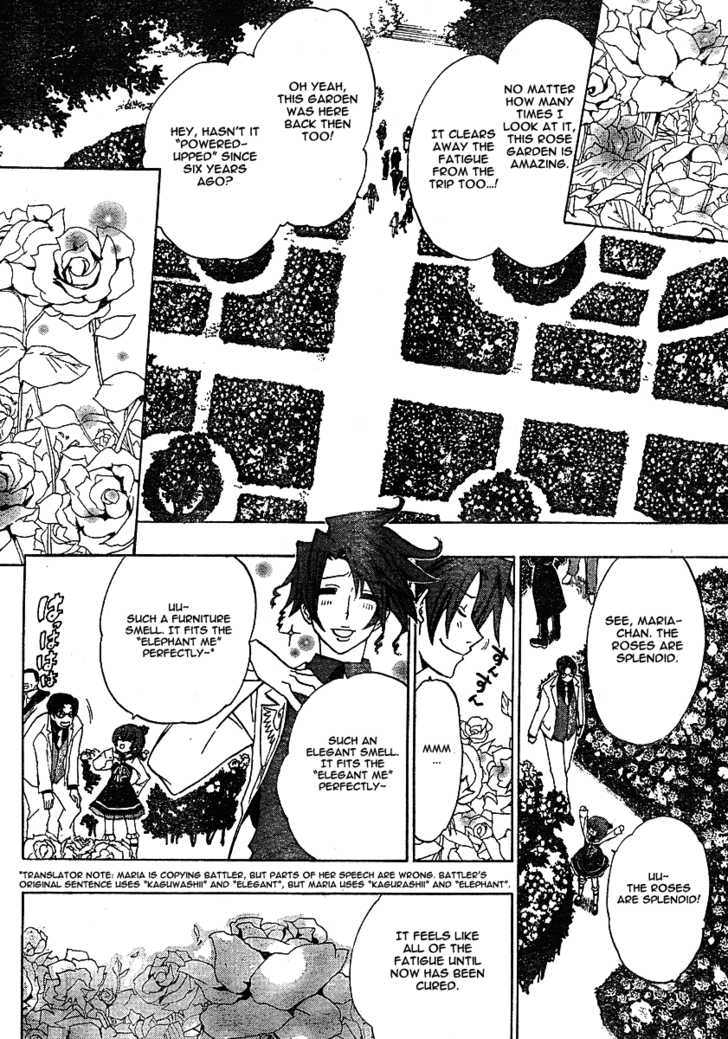 NO MATTER
HOW MANY
TIMES I
LOOK AT IT,
THIS ROSE
GARDEN IS
AMAZING.
IT CLEARS
AWAY THE
FATIGUE
FROM THE
TRIP TOO...!
OH YEAH,
THIS GARDEN
WAS HERE
BACK THEN
TOO!
HEY, HASN'T IT
"POWERED-
UPPED" SINCE
SIX YEARS
AGO?
SEE, MARIA-
CHAN. THE
ROSES ARE
SPLENDID.
UU-
THE ROSES
ARE SPLENDID!
MMM
...
SUCH AN
ELEGANT SMELL.
IT FITS THE
"ELEGANT ME"
PERFECTLY~
UU-
SUCH A FURNITURE
SMELL. IT FITS THE
"ELEPHANT ME"
PERFECTLY~*
*TRANSLATOR NOTE: MARIA IS COPYING BATTLER, BUT PARTS OF HER SPEECH ARE WRONG. BATTLER'S
ORIGINAL SENTENCE USES "KAGUWASHII" AND "ELEGANT", BUT MARIA USES "KAGURASHII" AND "ELEPHANT".
IT FEELS LIKE
ALL OF THE
FATIGUE UNTIL
NOW HAS BEEN
CURED.